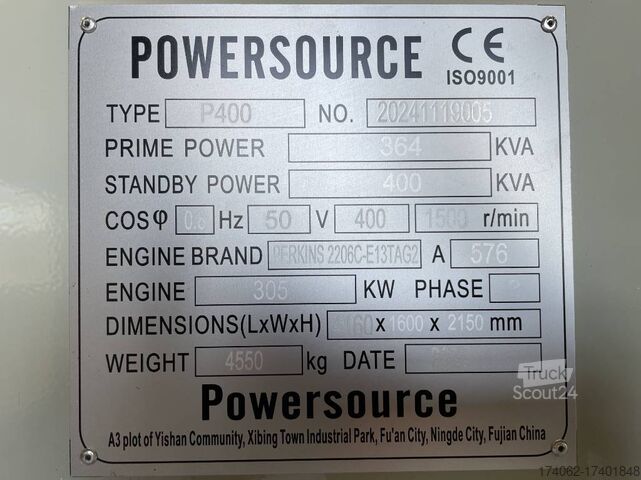 POWERSOURCE CE
ISO9001
TYPE P400 NO. 20241119005
PRIME POWER 364 KVA
STANDBY POWER 400 KVA
COSφ 0.8 Hz 50 V 400 1500 r/min
ENGINE BRAND PERKINS 2206C-E13TAG2 A 576
ENGINE 305 KW PHASE
DIMENSIONS(LxWxH) x 1600 x 2150 mm
WEIGHT 4550 kg DATE
Truck
Scout24
Powersource
A3 plot of Yishan Community, Xibing Town Industrial Park, Fu'an City, Ningde City, Fujian China
174062-17401848